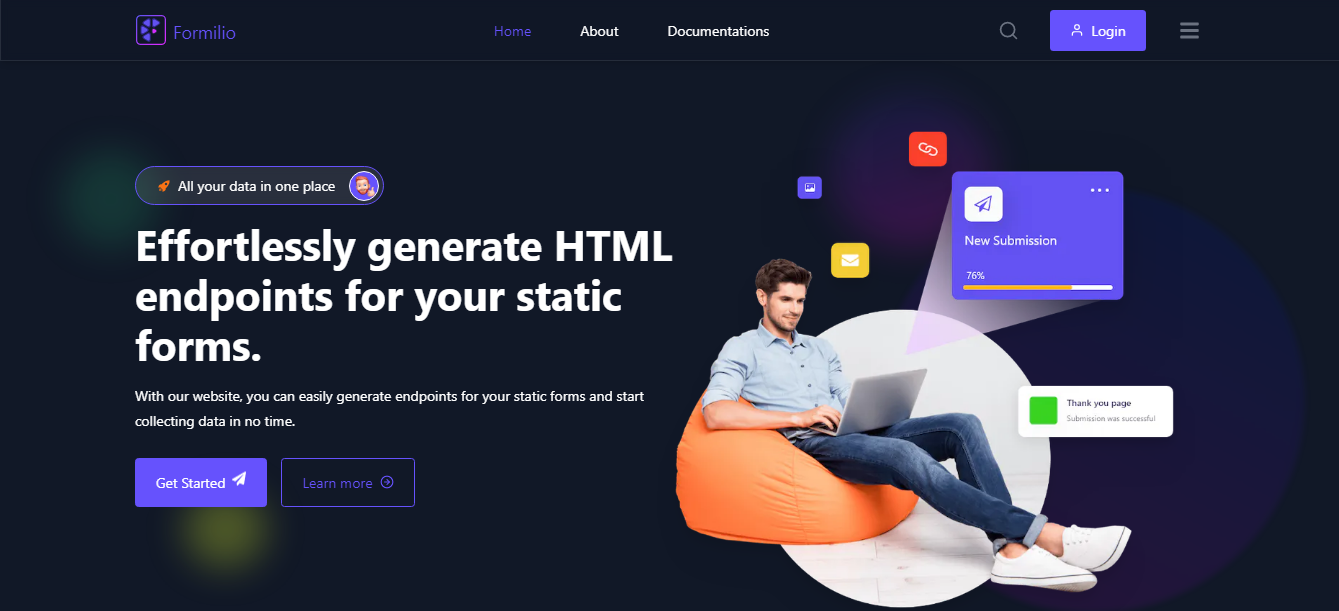 Formilio
Home
About
Documentations
Login
All your data in one place
Effortlessly generate HTML
endpoints for your static
forms.
With our website, you can easily generate endpoints for your static forms and start
collecting data in no time.
Get Started
Learn more
New Submission
76%
Thank you page
Submission was successful